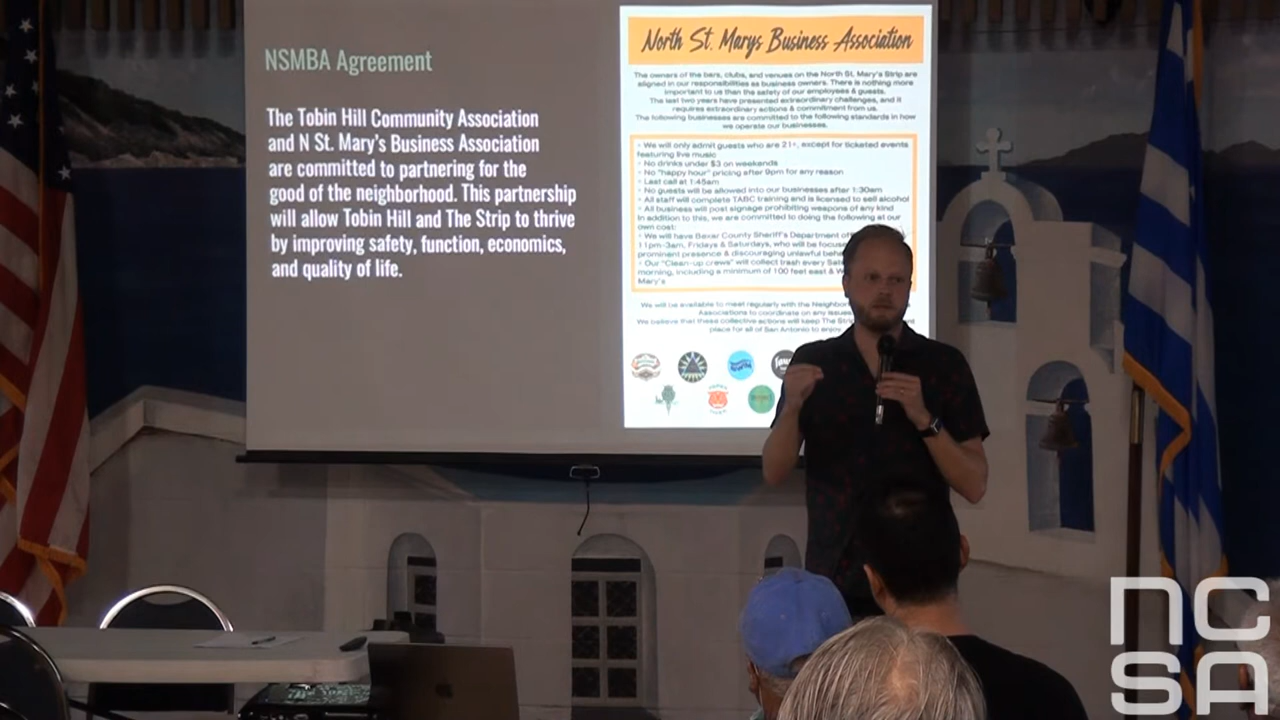 NSMBA Agreement
The Tobin Hill Community Association
and N St. Mary's Business Association
are committed to partnering for the
good of the neighborhood. This partnership
will allow Tobin Hill and The Strip to thrive
by improving safety, function, economics,
and quality of life.
North St. Marys Business Association
The owners of the bars, clubs, and venues on the North St. Mary's Strip are
aligned in our responsibilities as business owners. There is nothing more
important to us than the safety of our employees & guests.
The last two years have presented extraordinary challenges, and it
requires extraordinary actions & commitment from us.
The following businesses are committed to the following standards in how
we operate our businesses.
• We will only admit guests who are 21+, except for ticketed events
featuring live music
• No drinks under $3 on weekends
• No "happy hour" pricing after 9pm for any reason
• Last call at 1:45am
• No guests will be allowed into our businesses after 1:30am
• All staff will complete TABC training and is licensed to sell alcohol
• All business will post signage prohibiting weapons of any kind
In addition to this, we are committed to doing the following at our
own cost:
• We will have Bexar County Sheriff's Department
11pm-3am, Fridays & Saturdays, who will be
prominent presence & discouraging unlawful
• Our "Clean-up crews" will collect trash every
morning, including a minimum of 100 feet east &
Mary's
We will be available to meet regularly with the
Associations to coordinate on any issues
We believe that these collective actions will keep The
place for all of San Antonio to enjoy
NCSA